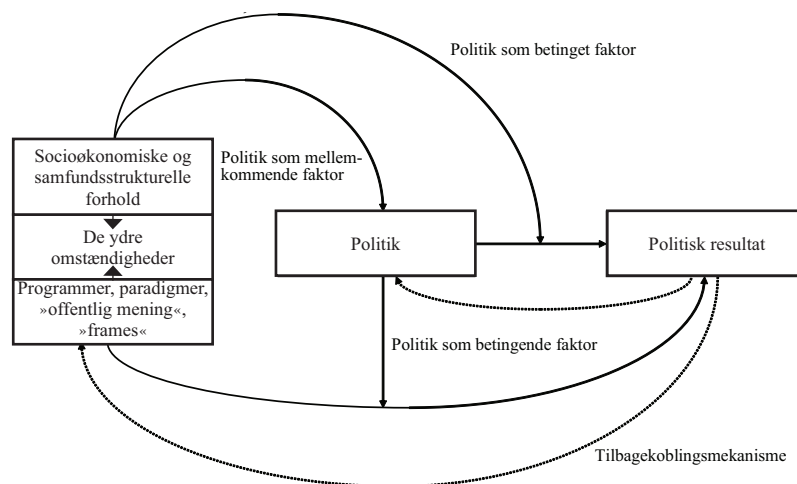 Politik som betinget faktor
Socioøkonomiske og
samfundsstrukturelle
forhold
Politik som mellem-
kommende faktor
De ydre
omstændigheder
Politik
Politisk resultat
Programmer, paradigmer,
»offentlig mening«,
»frames«
Politik som betingende faktor
Tilbagekoblingsmekanisme